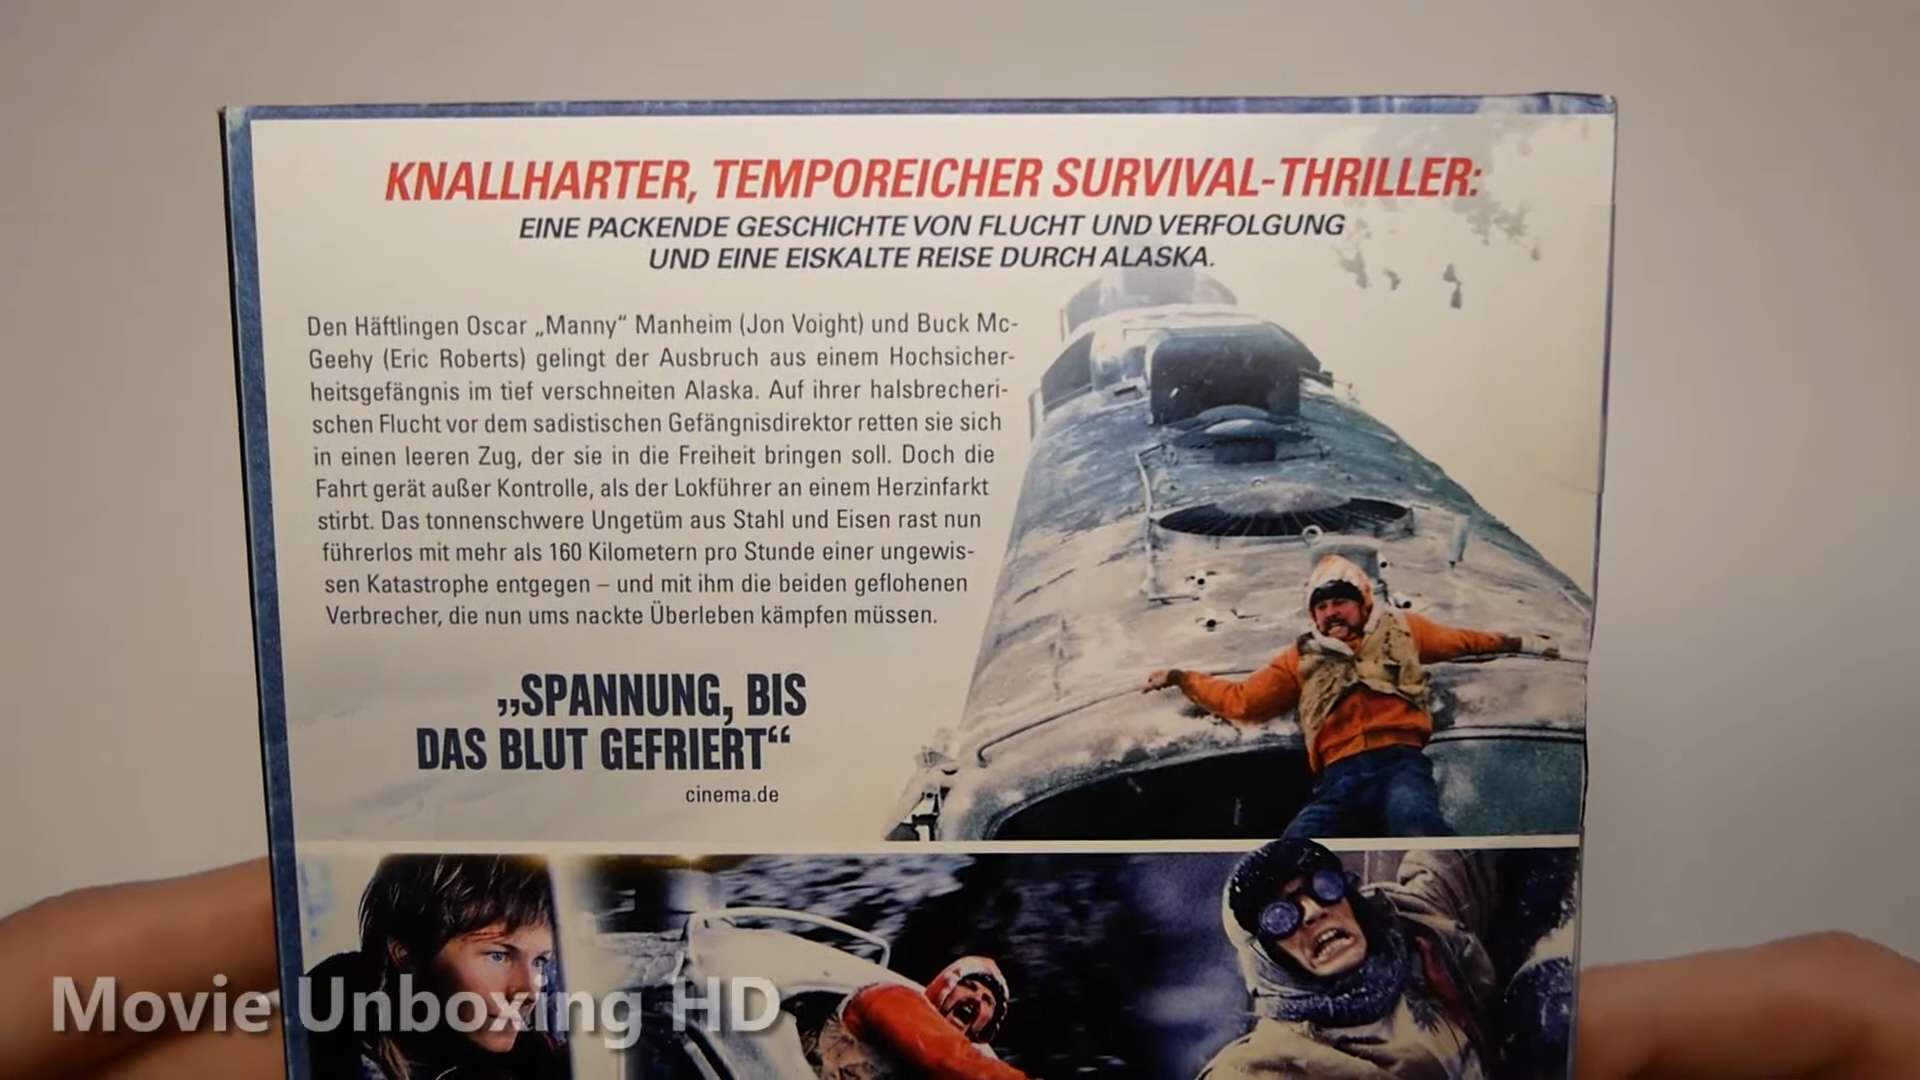 KNALLHARTER, TEMPOREICHER SURVIVAL-THRILLER:
EINE PACKENDE GESCHICHTE VON FLUCHT UND VERFOLGUNG
UND EINE EISKALTE REISE DURCH ALASKA.
Den Häftlingen Oscar „Manny“ Manheim (Jon Voight) und Buck Mc-
Geehy (Eric Roberts) gelingt der Ausbruch aus einem Hochsicher-
heitsgefängnis im tief verschneiten Alaska. Auf ihrer halsbrecheri-
schen Flucht vor dem sadistischen Gefängnisdirektor retten sie sich
in einen leeren Zug, der sie in die Freiheit bringen soll. Doch die
Fahrt gerät außer Kontrolle, als der Lokführer an einem Herzinfarkt
stirbt. Das tonnenschwere Ungetüm aus Stahl und Eisen rast nun
führerlos mit mehr als 160 Kilometern pro Stunde einer ungewis-
sen Katastrophe entgegen – und mit ihm die beiden geflohenen
Verbrecher, die nun ums nackte Überleben kämpfen müssen.
„SPANNUNG, BIS
DAS BLUT GEFRIERT“
cinema.de
Movie Unboxing HD